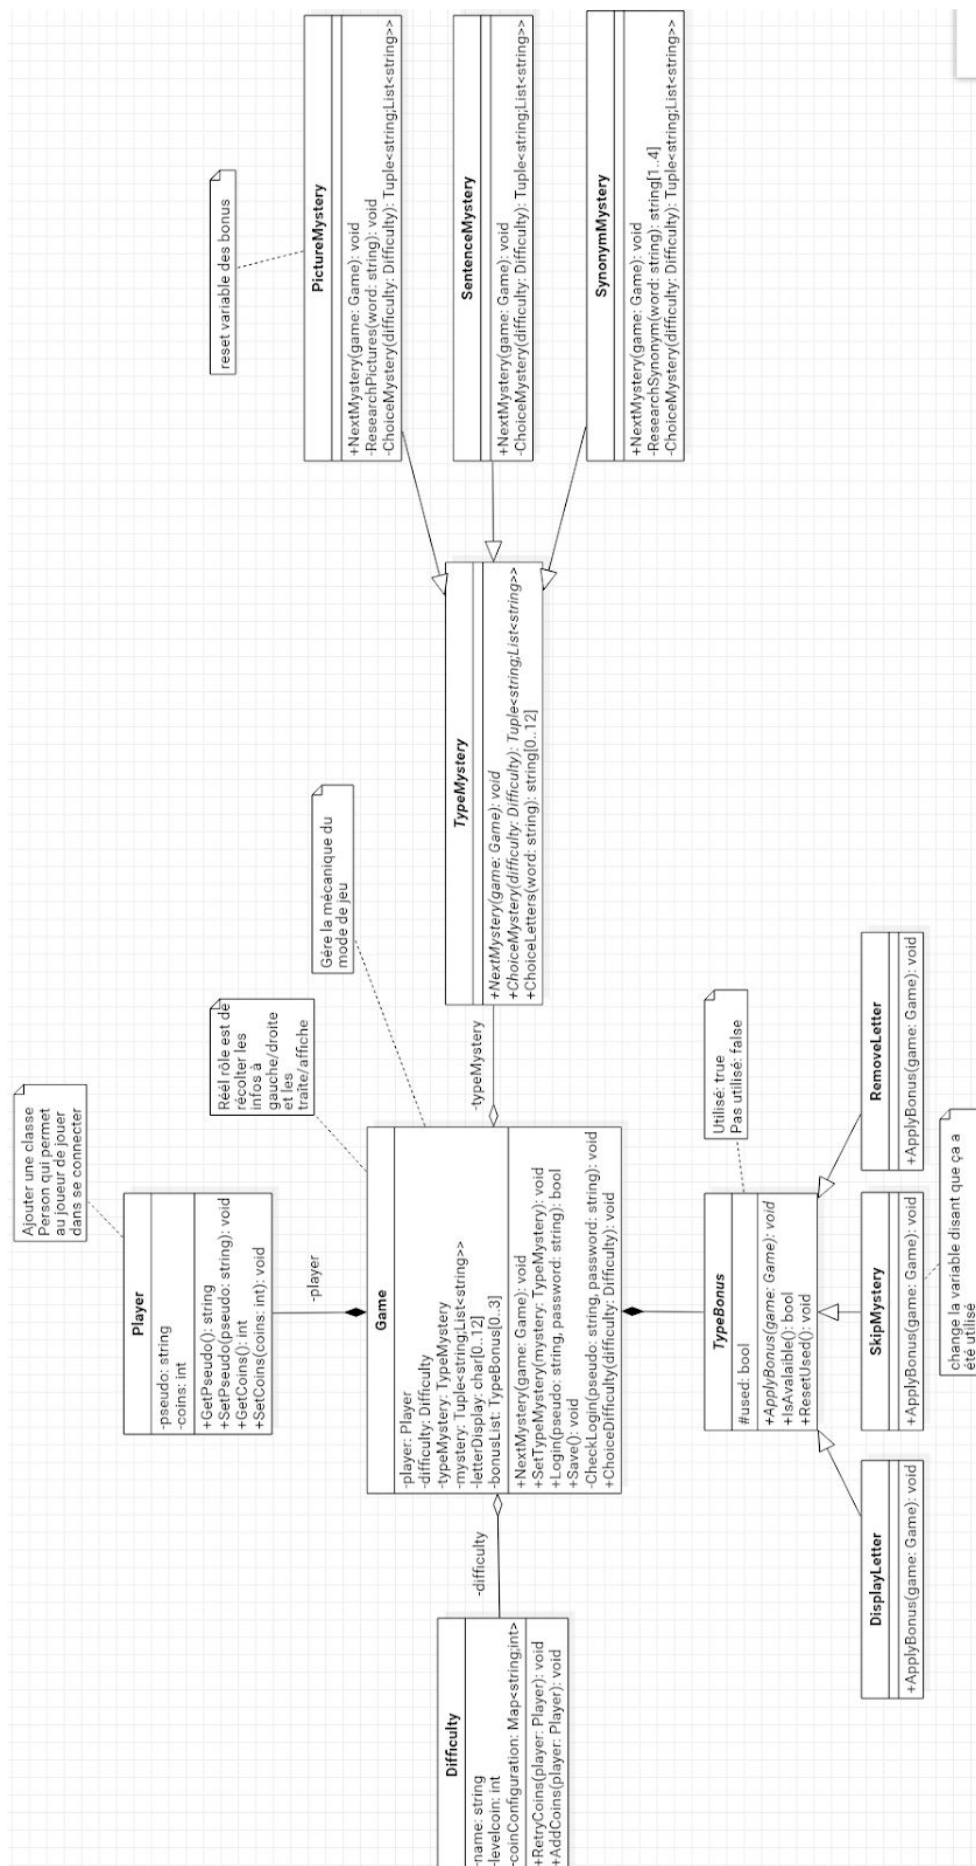 Ajouter une classe
Person qui permet
au joueur de jouer
dans se connecter
Player
-pseudo: string
-coins: int
+GetPseudo(): string
+SetPseudo(pseudo: string): void
+GetCoins(): int
+SetCoins(coins: int): void
-player
Réel rôle est de
récolter les
infos à
gauche/droite
et les
traîte/affiche
Gére la mécanique du
mode de jeu
reset variable des bonus
Difficulty
-name: string
-levelcoin: int
-coinConfiguration: Map<string;int>
+RetryCoins(player: Player): void
+AddCoins(player: Player): void
-difficulty
Game
-player: Player
-difficulty: Difficulty
-typeMystery: TypeMystery
-mystery: Tuple<string;List<string>>
-letterDisplay: char[0..12]
-bonusList: TypeBonus[0..3]
+NextMystery(game: Game): void
+SetTypeMystery(mystery: TypeMystery): void
+Login(pseudo: string, password: string): bool
+Save(): void
-CheckLogin(pseudo: string, password: string): void
+ChoiceDifficulty(difficulty: Difficulty): void
-typeMystery
TypeMystery
+NextMystery(game: Game): void
+ChoiceMystery(difficulty: Difficulty): Tuple<string;List<string>>
+ChoiceLetters(word: string): string[0..12]
PictureMystery
+NextMystery(game: Game): void
-ResearchPictures(word: string): void
-ChoiceMystery(difficulty: Difficulty): Tuple<string;List<string>>
SentenceMystery
+NextMystery(game: Game): void
-ChoiceMystery(difficulty: Difficulty): Tuple<string;List<string>>
SynonymMystery
+NextMystery(game: Game): void
-ResearchSynonym(word: string): string[1..4]
-ChoiceMystery(difficulty: Difficulty): Tuple<string;List<string>>
Utilisé: true
Pas utilisé: false
TypeBonus
#used: bool
+ApplyBonus(game: Game): void
+IsAvalaible(): bool
+ResetUsed(): void
DisplayLetter
+ApplyBonus(game: Game): void
SkipMystery
+ApplyBonus(game: Game): void
RemoveLetter
+ApplyBonus(game: Game): void
change la variable disant que ça a
été utilisé